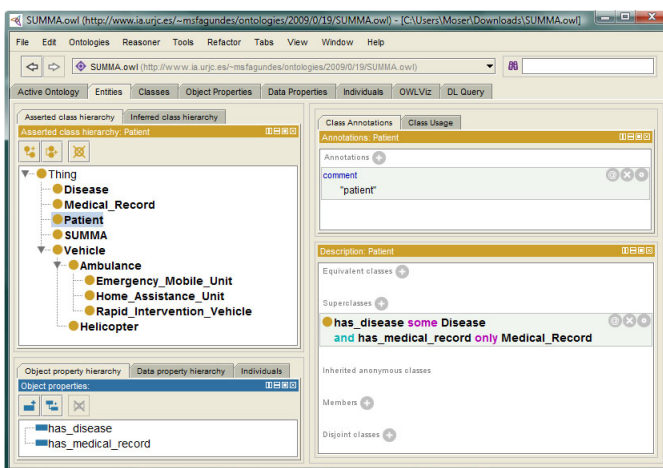 SUMMA.owl (http://www.ia.urjc.es/~msfagundes/ontologies/2009/0/19/SUMMA.owl) - [C:\Users\Moser\Downloads\SUMMA.owl]
File Edit Ontologies Reasoner Tools Refactor Tabs View Window Help
SUMMA.owl (http://www.ia.urjc.es/~msfagundes/ontologies/2009/0/19/SUMMA.owl)
Active Ontology Entities Classes Object Properties Data Properties Individuals OWLViz DL Query
Asserted class hierarchy Inferred class hierarchy
Asserted class hierarchy: Patient
Thing
Disease
Medical_Record
Patient
SUMMA
Vehicle
Ambulance
Emergency_Mobile_Unit
Home_Assistance_Unit
Rapid_Intervention_Vehicle
Helicopter
Object property hierarchy Data property hierarchy Individuals
Object properties:
has_disease
has_medical_record
Class Annotations Class Usage
Annotations: Patient
Annotations
comment
"patient"
Description: Patient
Equivalent classes
Superclasses
has_disease some Disease
and has_medical_record only Medical_Record
Inherited anonymous classes
Members
Disjoint classes